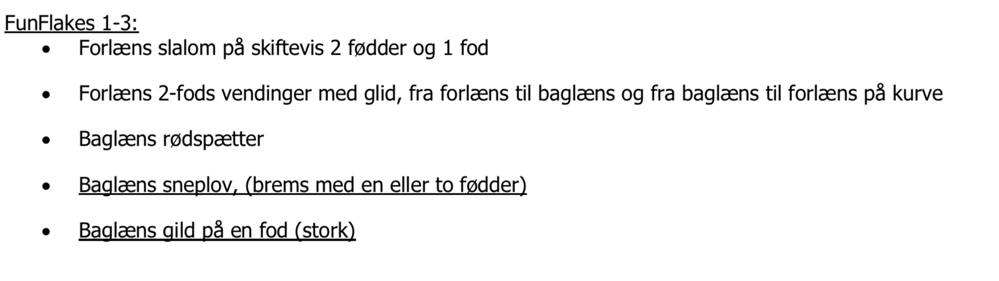 FunFlakes 1-3:
• Forlæns slalom på skiftevis 2 fødder og 1 fod
• Forlæns 2-fods vendinger med glid, fra forlæns til baglæns og fra baglæns til forlæns på kurve
• Baglæns rødspætter
• Baglæns sneplov, (brems med en eller to fødder)
• Baglæns gild på en fod (stork)